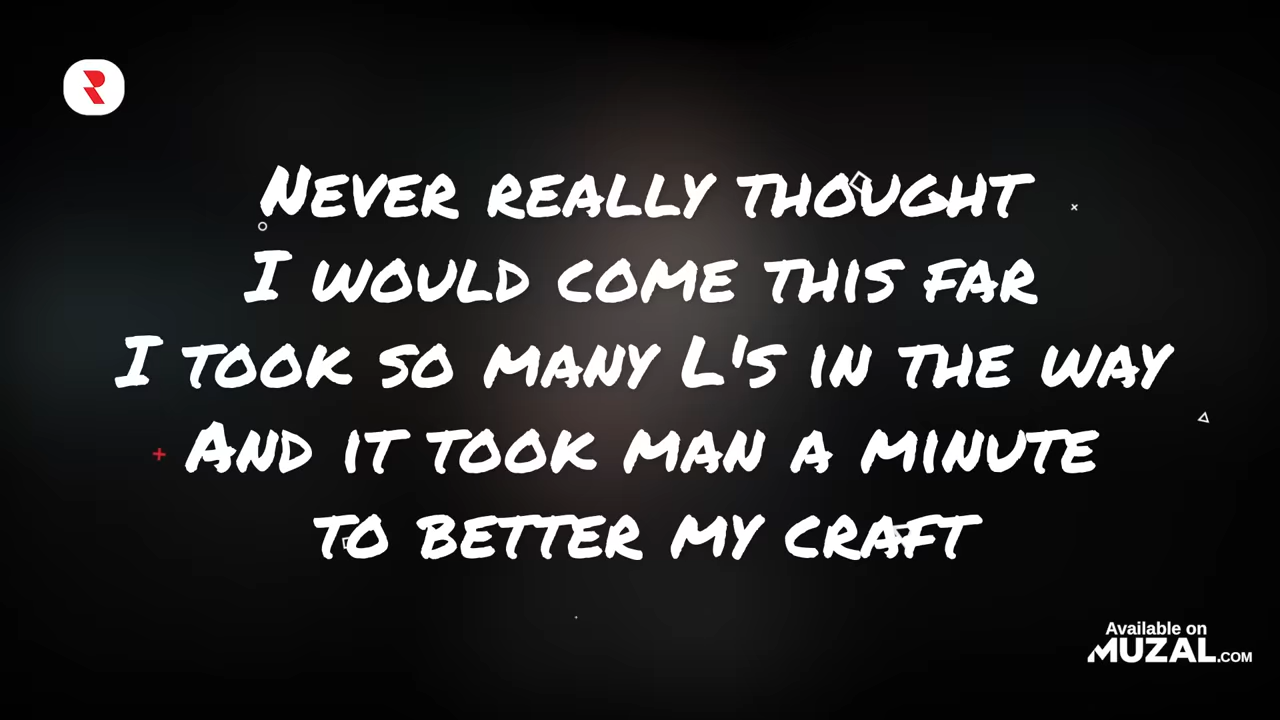 Never really thought
I would come this far
I took so many L's in the way
And it took man a minute
to better my craft
Available on
MUZAL.COM